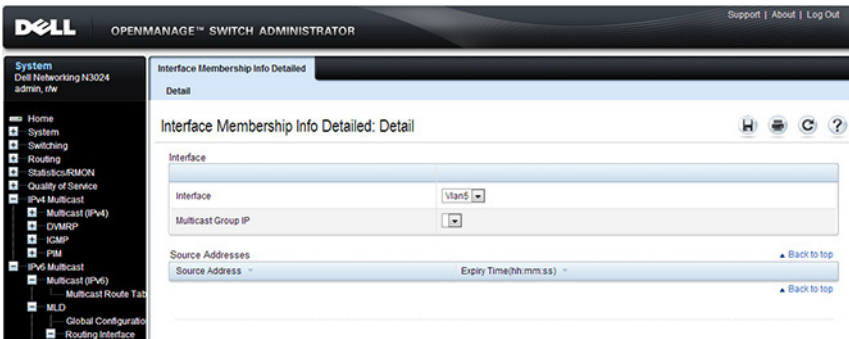 Support | About | Log Out
DELL OPENMANAGE™ SWITCH ADMINISTRATOR
System
Dell Networking N3024
admin, r/w
Home
System
Switching
Routing
Statistics/RMON
Quality of Service
IPv4 Multicast
Multicast (IPv4)
DVMRP
IGMP
PIM
IPv6 Multicast
Multicast (IPv6)
Multicast Route Tab
MLD
Global Configuratio
Routing Interface
Interface Membership Info Detailed
Detail
Interface Membership Info Detailed: Detail
Interface
Interface Vlan5
Multicast Group IP
Source Addresses Back to top
Source Address Expiry Time(hh:mm:ss)
Back to top